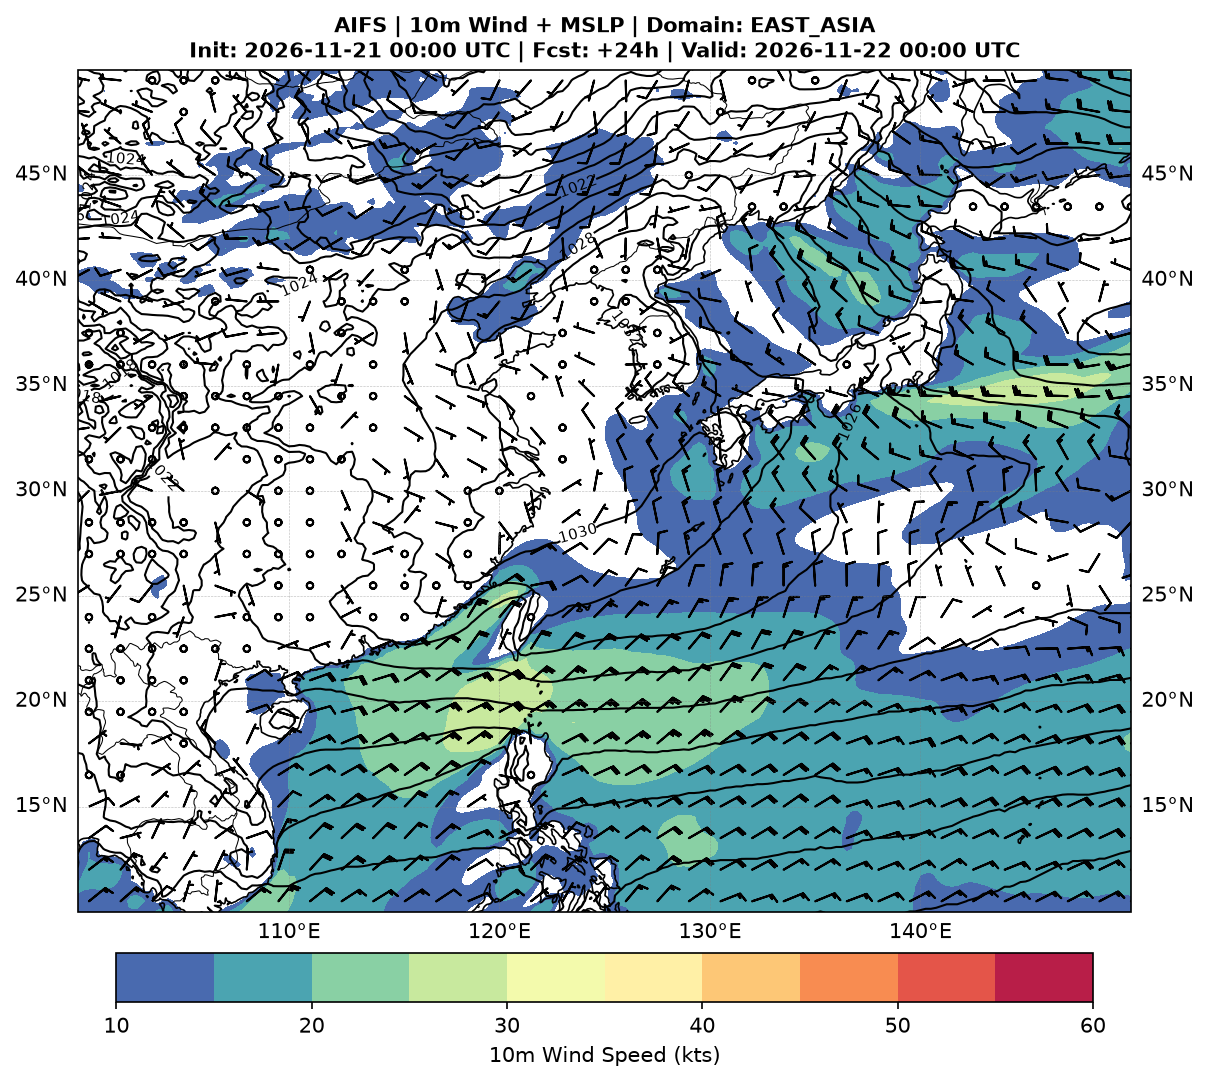 AIFS | 10m Wind + MSLP | Domain: EAST_ASIA
Init: 2026-11-21 00:00 UTC | Fcst: +24h | Valid: 2026-11-22 00:00 UTC
1024
1022
1024
1028
1024
1026
1030
45°N
40°N
35°N
30°N
25°N
20°N
15°N
45°N
40°N
35°N
30°N
25°N
20°N
15°N
110°E
120°E
130°E
140°E
10
20
30
40
50
60
10m Wind Speed (kts)